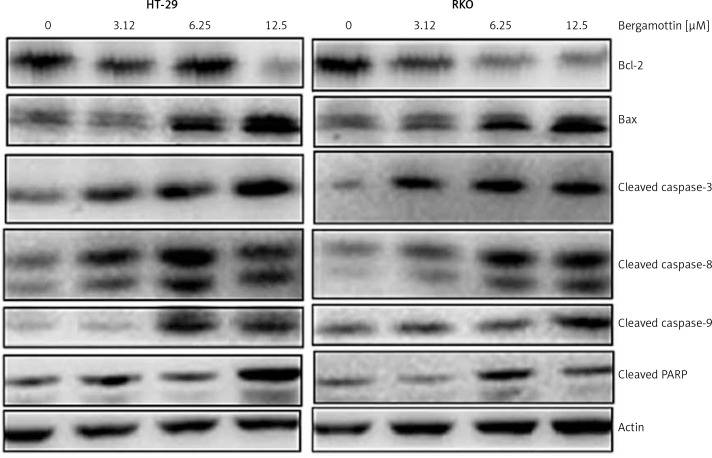 HT-29 RKO
0 3.12 6.25 12.5 0 3.12 6.25 12.5 Bergamottin [µM]
Bcl-2
Bax
Cleaved caspase-3
Cleaved caspase-8
Cleaved caspase-9
Cleaved PARP
Actin